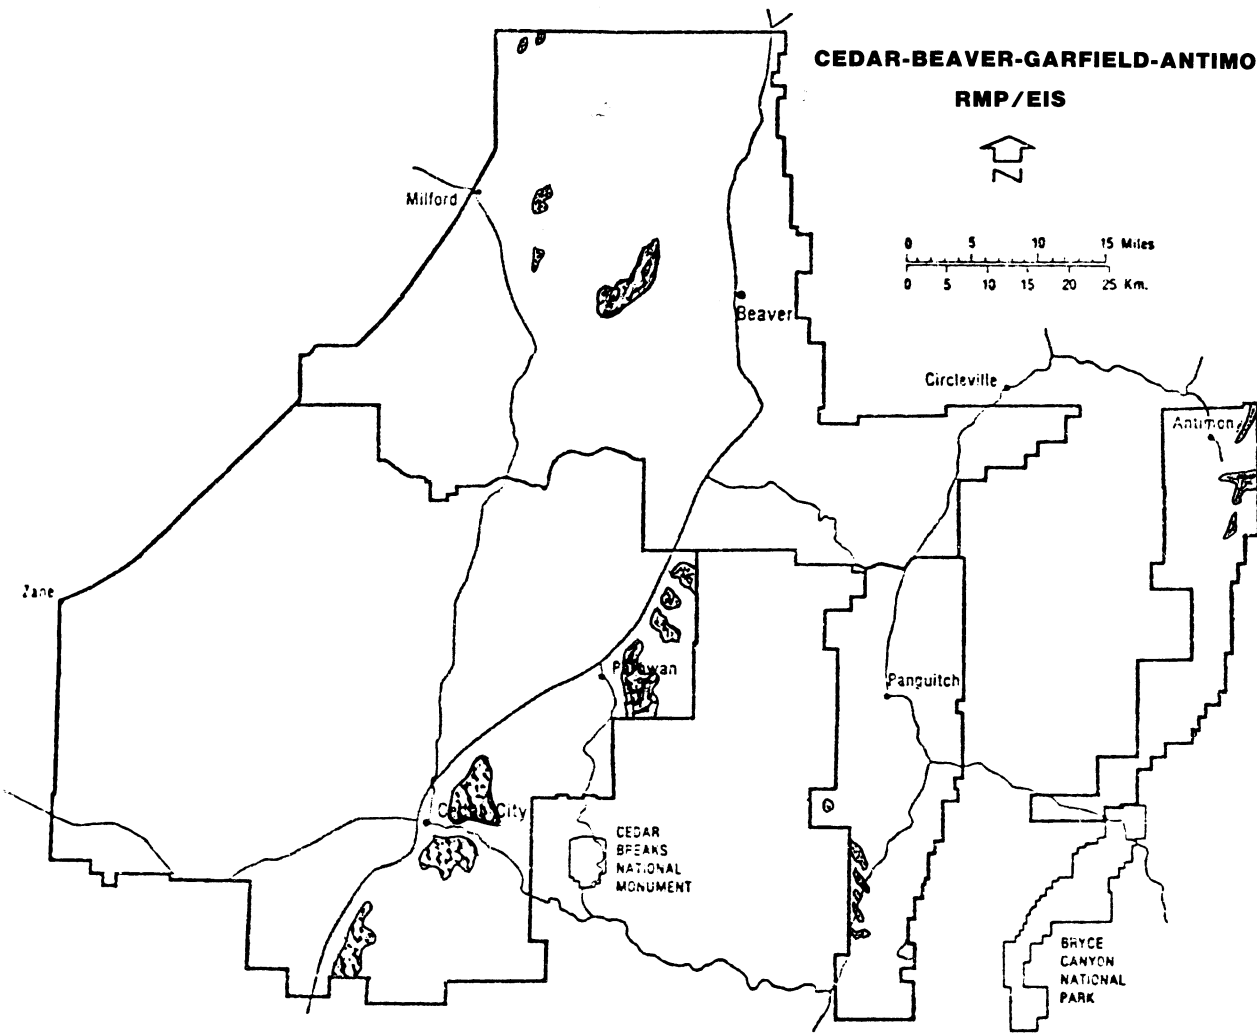 CEDAR-BEAVER-GARFIELD-ANTIMO
RMP/EIS
N
Milford
0 5 10 15 Miles
0 5 10 15 20 25 Km.
Beaver
Circleville
Antimon
Zane
Panguitch
City
CEDAR
BREAKS
NATIONAL
MONUMENT
BRYCE
CANYON
NATIONAL
PARK